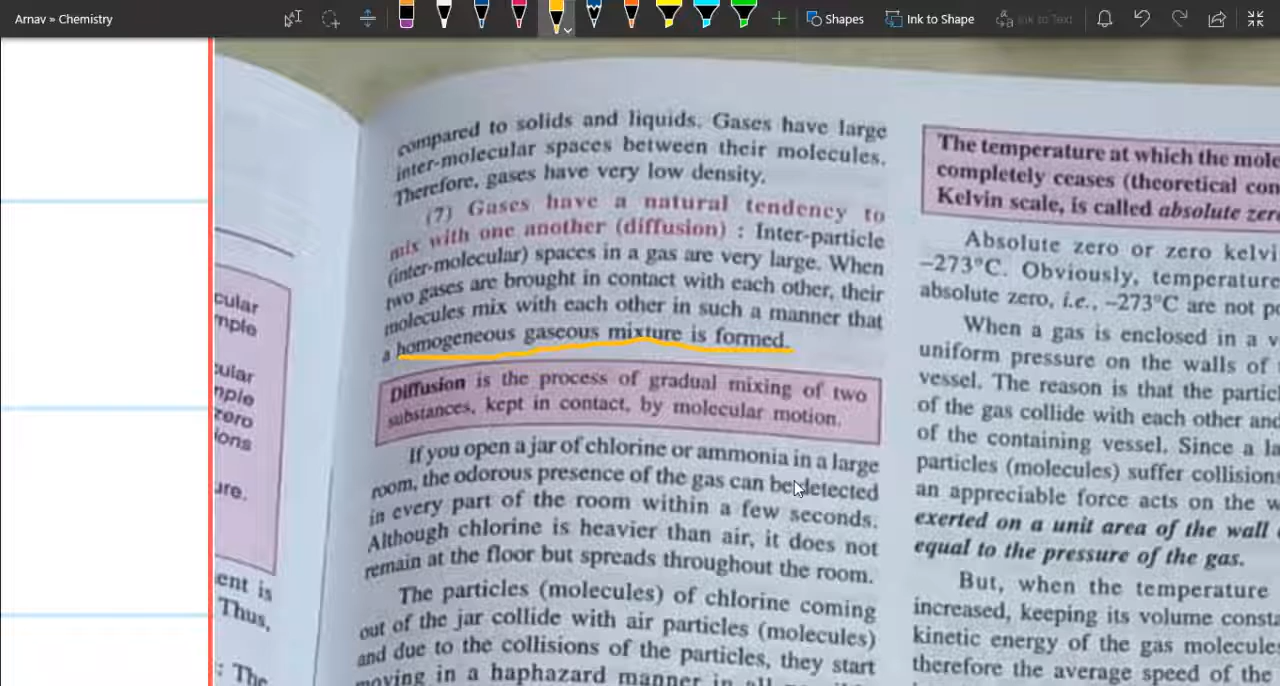 Arnav » Chemistry
Shapes
Ink to Shape
Ink to Text
cular
mple
cular
mple
zero
ions
ure.
ent is
Thus,
: The
compared to solids and liquids. Gases have large
inter-molecular spaces between their molecules.
Therefore, gases have very low density.
(7) Gases have a natural tendency to
mix with one another (diffusion) : Inter-particle
(inter-molecular) spaces in a gas are very large. When
two gases are brought in contact with each other, their
molecules mix with each other in such a manner that
a homogeneous gaseous mixture is formed.
Diffusion is the process of gradual mixing of two
substances, kept in contact, by molecular motion.
If you open a jar of chlorine or ammonia in a large
room, the odorous presence of the gas can be detected
in every part of the room within a few seconds.
Although chlorine is heavier than air, it does not
remain at the floor but spreads throughout the room.
The particles (molecules) of chlorine coming
out of the jar collide with air particles (molecules)
and due to the collisions of the particles, they start
moving in a haphazard manner in all
The temperature at which the mole
completely ceases (theoretical con
Kelvin scale, is called absolute zer
Absolute zero or zero kelvi
–273°C. Obviously, temperature
absolute zero, i.e., –273°C are not p
When a gas is enclosed in a v
uniform pressure on the walls of
vessel. The reason is that the partic
of the gas collide with each other and
of the containing vessel. Since a la
particles (molecules) suffer collisions
an appreciable force acts on the w
exerted on a unit area of the wall
equal to the pressure of the gas.
But, when the temperature
increased, keeping its volume consta
kinetic energy of the gas molecules
therefore the average speed of the